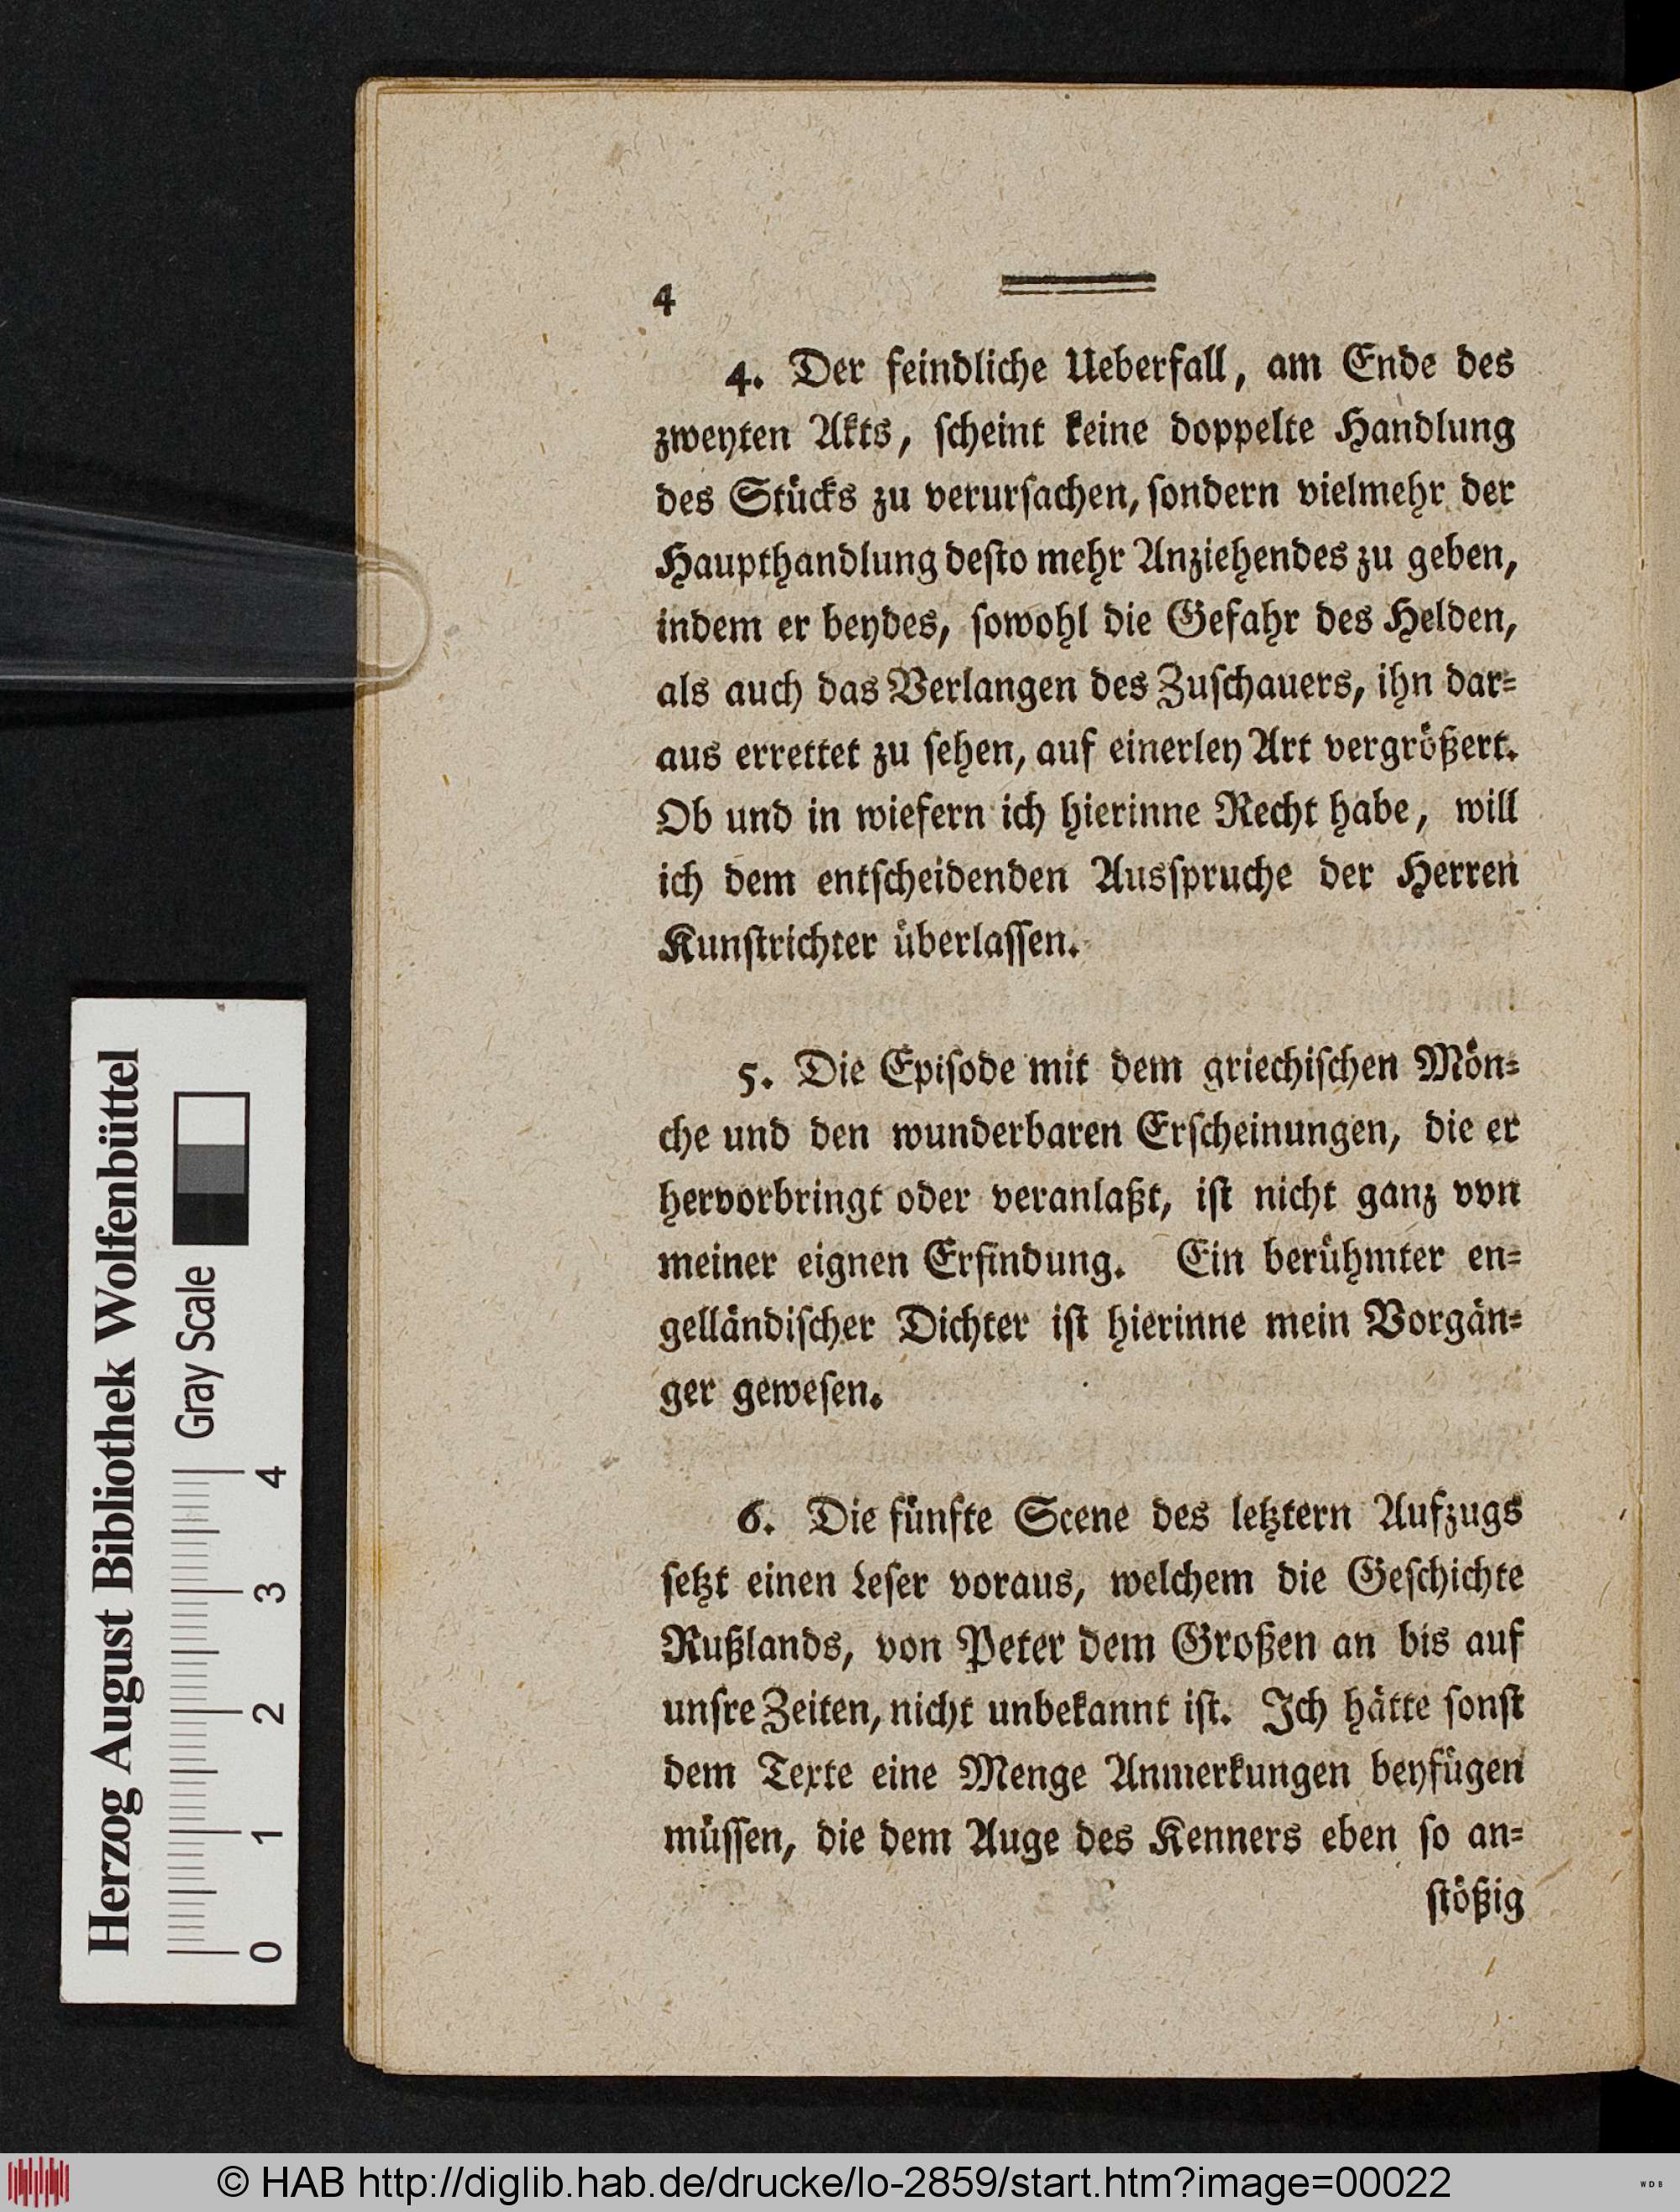 4
4. Der feindliche Ueberfall, am Ende des
zweyten Akts, ſcheint keine doppelte Handlung
des Stücks zu verurſachen, ſondern vielmehr der
Haupthandlung deſto mehr Anziehendes zu geben,
indem er beydes, ſowohl die Gefahr des Helden,
als auch das Verlangen des Zuſchauers, ihn dar⸗
aus errettet zu ſehen, auf einerley Art vergrößert.
Ob und in wiefern ich hierinne Recht habe, will
ich dem entſcheidenden Ausſpruche der Herren
Kunſtrichter überlaſſen.
5. Die Epiſode mit dem griechiſchen Mön⸗
che und den wunderbaren Erſcheinungen, die er
hervorbringt oder veranlaßt, iſt nicht ganz von
meiner eignen Erfindung. Ein berühmter en⸗
gelländiſcher Dichter iſt hierinne mein Vorgän⸗
ger geweſen.
6. Die fünfte Scene des letztern Aufzugs
ſetzt einen Leſer voraus, welchem die Geſchichte
Rußlands, von Peter dem Großen an bis auf
unſre Zeiten, nicht unbekannt iſt. Ich hätte ſonſt
dem Texte eine Menge Anmerkungen beyfügen
müſſen, die dem Auge des Kenners eben ſo an⸗
ſtößig
Herzog August Bibliothek Wolfenbüttel
Gray Scale
0 1 2 3 4
© HAB http://diglib.hab.de/drucke/lo-2859/start.htm?image=00022
WDB